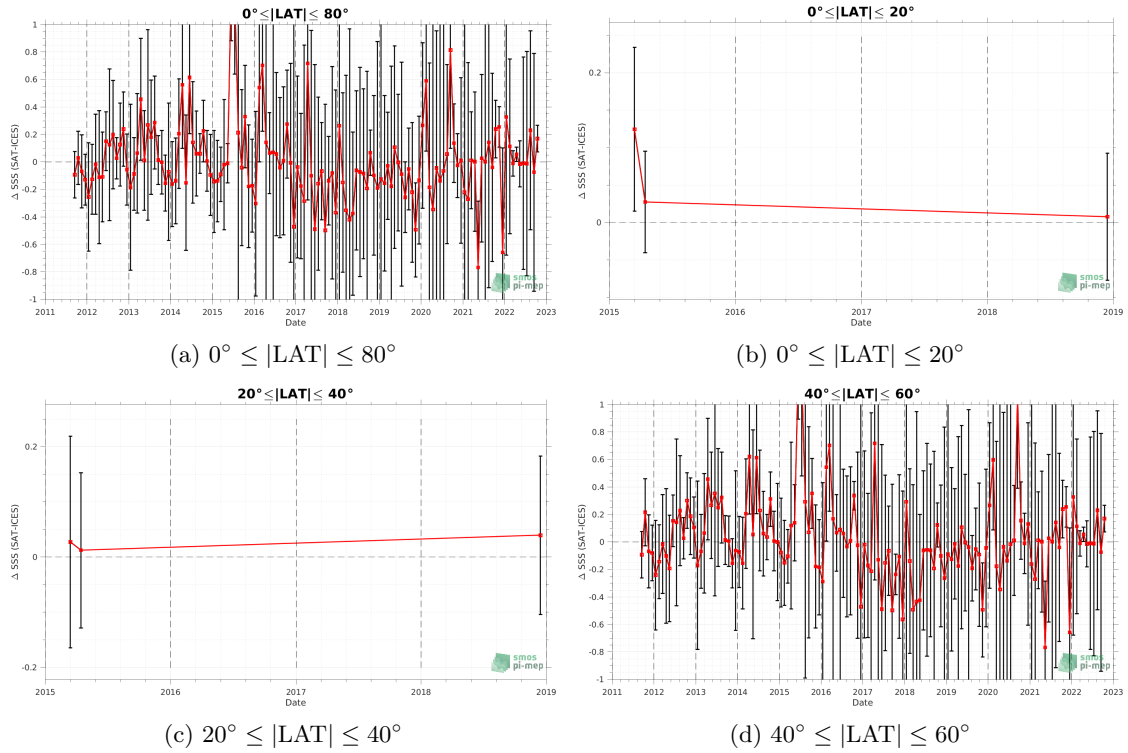 0°≤|LAT|≤ 80°
Δ SSS (SAT-ICES)
1
0.8
0.6
0.4
0.2
0
-0.2
-0.4
-0.6
-0.8
-1
2011 2012 2013 2014 2015 2016 2017 2018 2019 2020 2021 2022 2023
Date
smos
pi-mep
(a) 0° ≤ |LAT| ≤ 80°
0°≤|LAT|≤ 20°
Δ SSS (SAT-ICES)
0.2
0
2015 2016 2017 2018 2019
Date
smos
pi-mep
(b) 0° ≤ |LAT| ≤ 20°
20°≤|LAT|≤ 40°
Δ SSS (SAT-ICES)
0.2
0
-0.2
2015 2016 2017 2018 2019
Date
smos
pi-mep
(c) 20° ≤ |LAT| ≤ 40°
40°≤|LAT|≤ 60°
Δ SSS (SAT-ICES)
1
0.8
0.6
0.4
0.2
0
-0.2
-0.4
-0.6
-0.8
-1
2011 2012 2013 2014 2015 2016 2017 2018 2019 2020 2021 2022 2023
Date
smos
pi-mep
(d) 40° ≤ |LAT| ≤ 60°